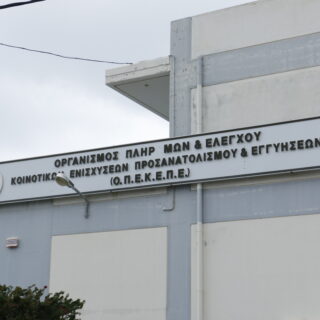 ΟΡΓΑΝΙΣΜΟΣ ΠΛΗΡ ΜΩΝ & ΕΛΕΓΧΟΥ
ΚΟΙΝΟΤΙΚΩΝ ΕΝΙΣΧΥΣΕΩΝ ΠΡΟΣΑΝΑΤΟΛΙΣΜΟΥ & ΕΓΓΥΗΣΕΩΝ
(Ο.Π.Ε.Κ.Ε.Π.Ε.)